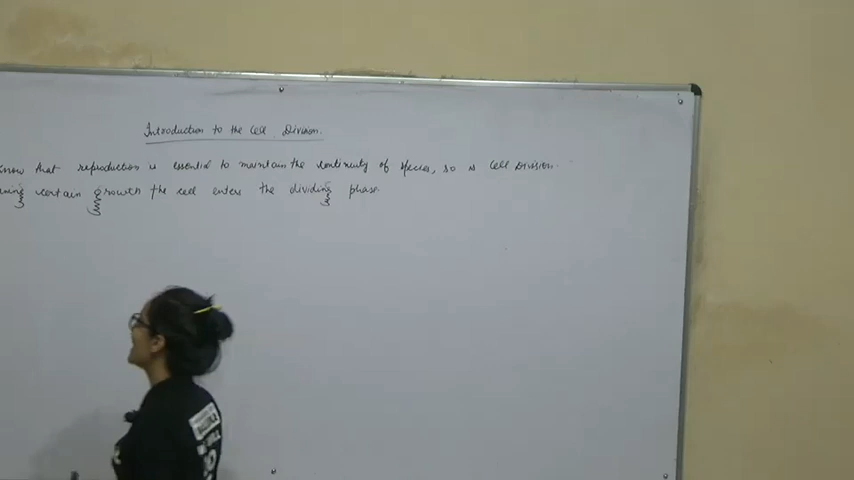 Introduction to the Cell Division.
know that reproduction is essential to maintain the continuity of species, so is Cell Division.
certain growth the cell enters the dividing phase.